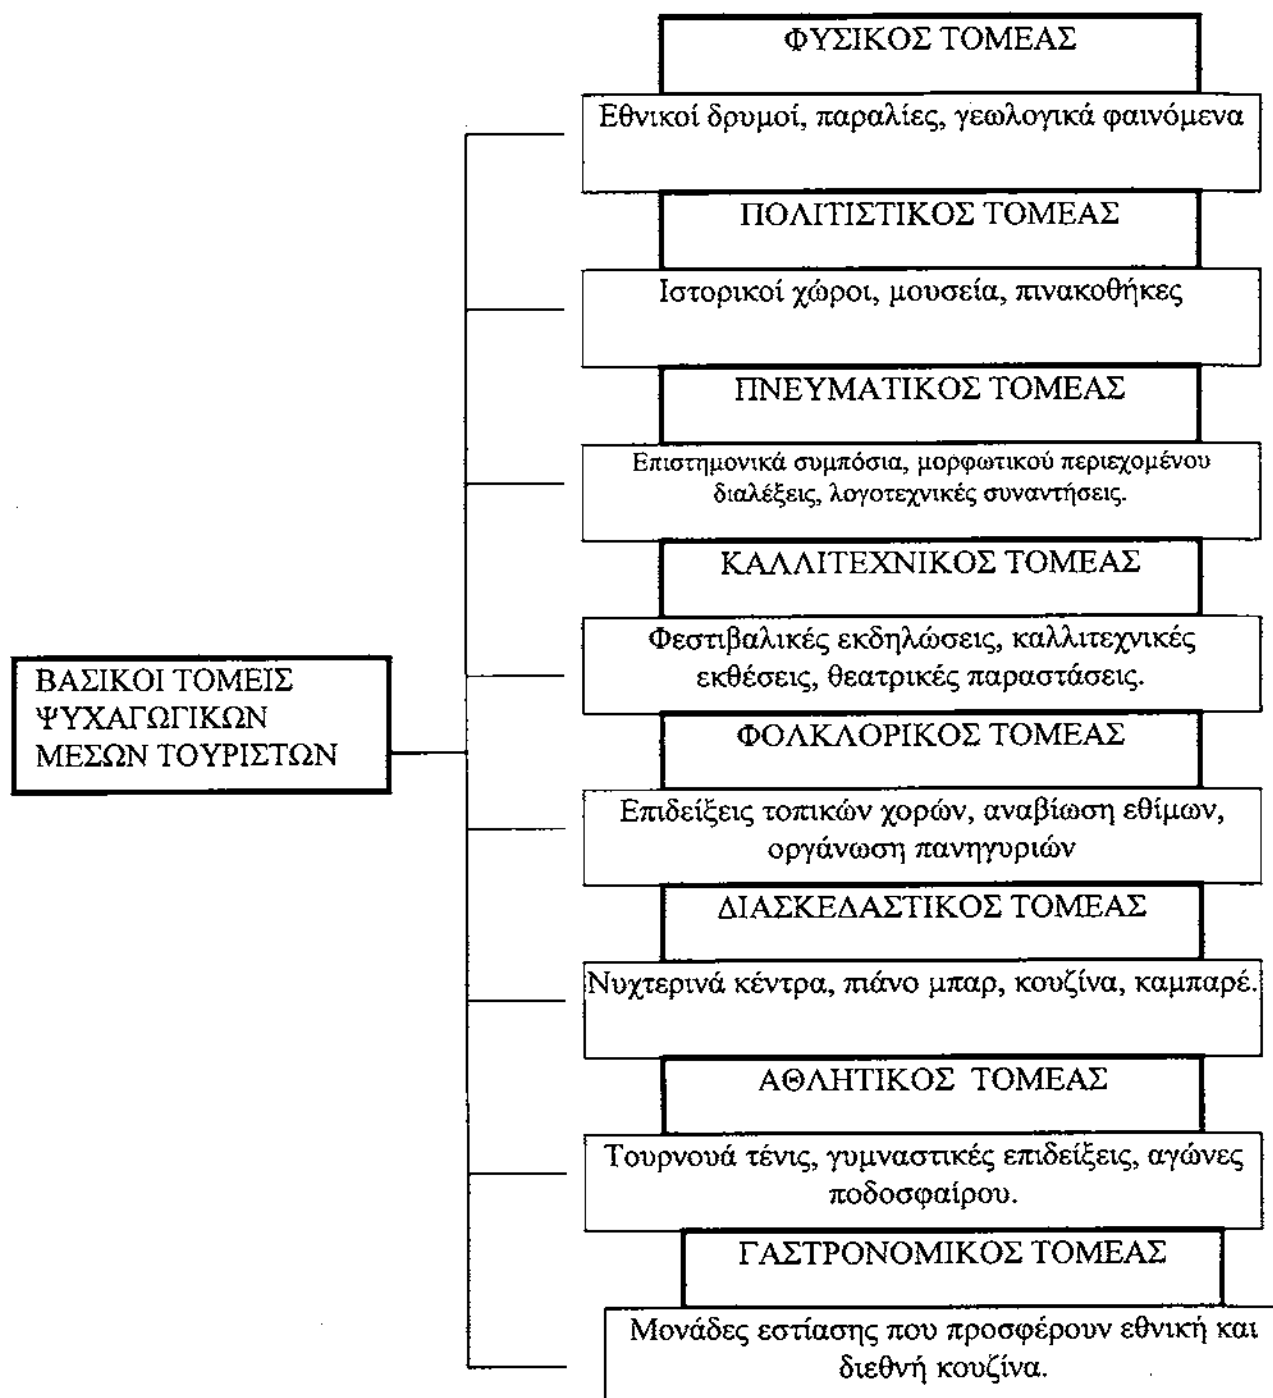 ΦΥΣΙΚΟΣ ΤΟΜΕΑΣ
Εθνικοί δρυμοί, παραλίες, γεωλογικά φαινόμενα
ΠΟΛΙΤΙΣΤΙΚΟΣ ΤΟΜΕΑΣ
Ιστορικοί χώροι, μουσεία, πινακοθήκες
ΠΝΕΥΜΑΤΙΚΟΣ ΤΟΜΕΑΣ
Επιστημονικά συμπόσια, μορφωτικού περιεχομένου
διαλέξεις, λογοτεχνικές συναντήσεις.
ΚΑΛΛΙΤΕΧΝΙΚΟΣ ΤΟΜΕΑΣ
Φεστιβαλικές εκδηλώσεις, καλλιτεχνικές
εκθέσεις, θεατρικές παραστάσεις.
ΒΑΣΙΚΟΙ ΤΟΜΕΙΣ
ΨΥΧΑΓΩΓΙΚΩΝ
ΜΕΣΩΝ ΤΟΥΡΙΣΤΩΝ
ΦΟΛΚΛΟΡΙΚΟΣ ΤΟΜΕΑΣ
Επιδείξεις τοπικών χορών, αναβίωση εθίμων,
οργάνωση πανηγυριών
ΔΙΑΣΚΕΔΑΣΤΙΚΟΣ ΤΟΜΕΑΣ
Νυχτερινά κέντρα, πιάνο μπαρ, κουζίνα, καμπαρέ.
ΑΘΛΗΤΙΚΟΣ ΤΟΜΕΑΣ
Τουρνουά τένις, γυμναστικές επιδείξεις, αγώνες
ποδοσφαίρου.
ΓΑΣΤΡΟΝΟΜΙΚΟΣ ΤΟΜΕΑΣ
Μονάδες εστίασης που προσφέρουν εθνική και
διεθνή κουζίνα.